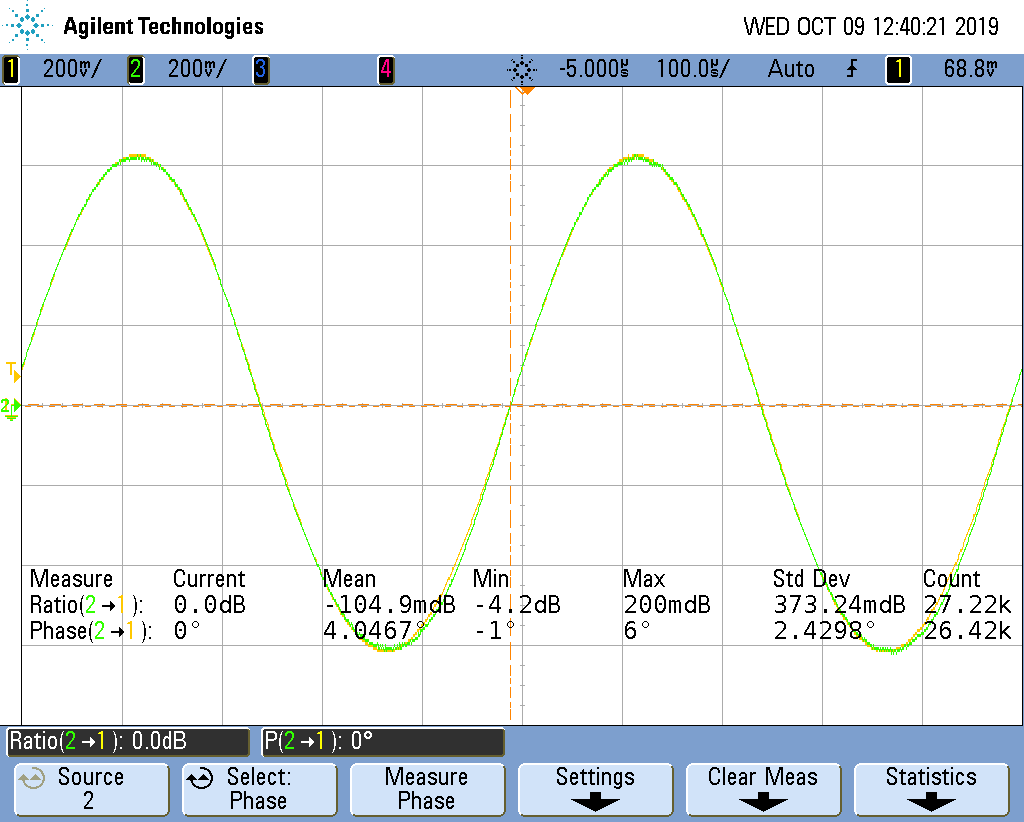 Agilent Technologies WED OCT 09 12:40:21 2019
1 200mV/ 2 200mV/ 3 4 -5.000µs 100.0µs/ Auto 1 68.8mV
T
2
Measure Current Mean Min Max Std Dev Count
Ratio(2→1): 0.0dB -104.9mdB -4.2dB 200mdB 373.24mdB 27.22k
Phase(2→1): 0° 4.0467° -1° 6° 2.4298° 26.42k
Ratio(2→1): 0.0dB P(2→1): 0°
Source Select: Measure Settings Clear Meas Statistics
2 Phase Phase